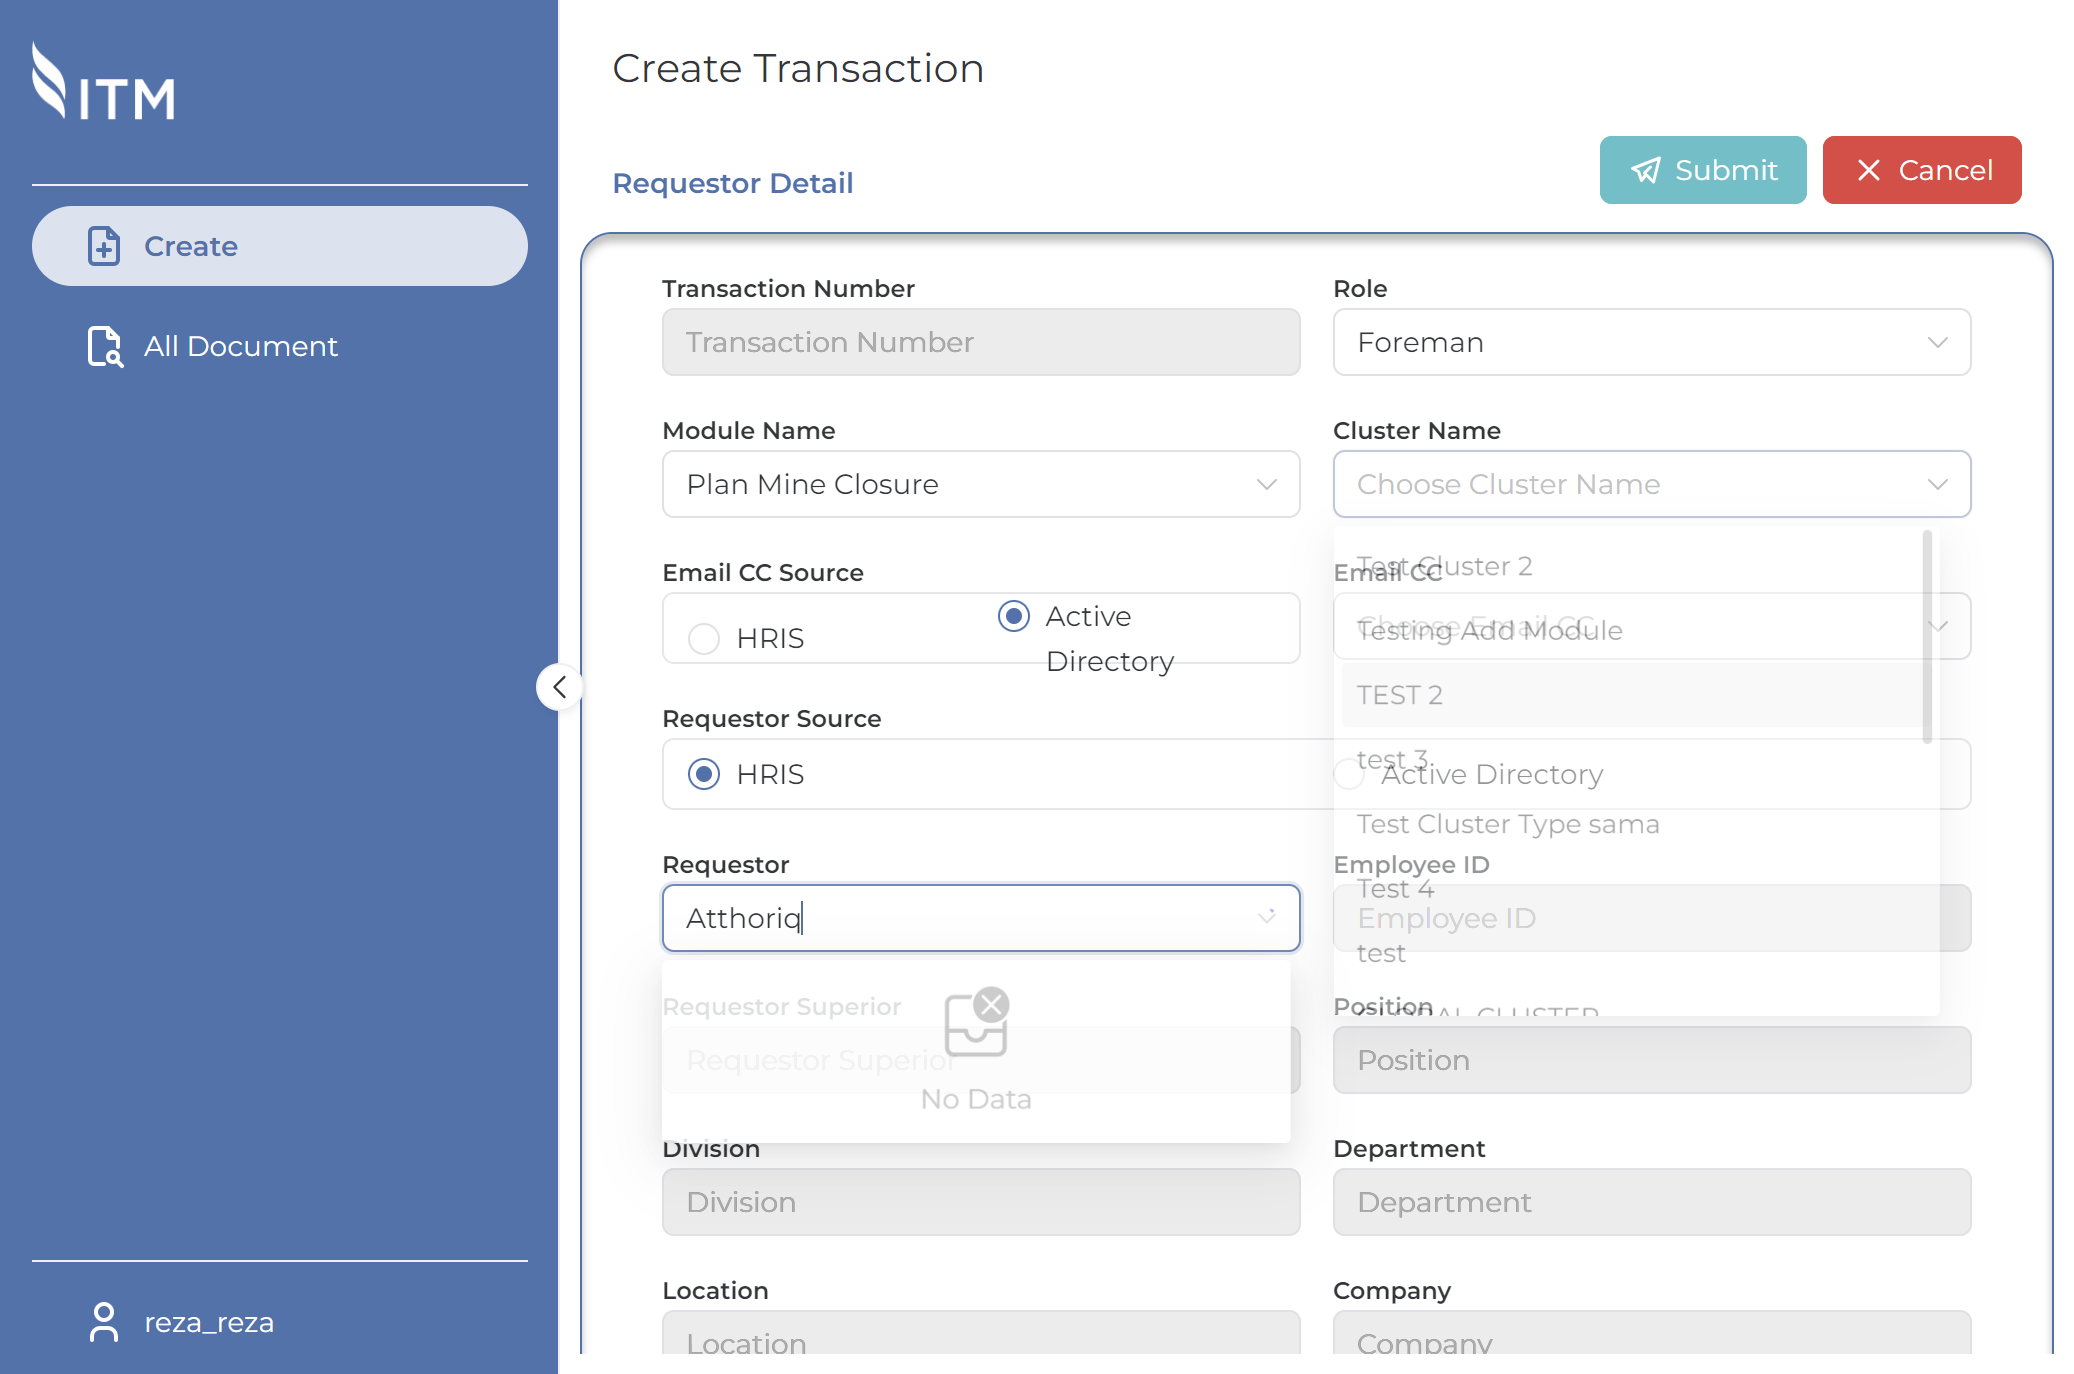 ITM
Create
All Document
reza_reza
Create Transaction
Requestor Detail
Submit
Cancel
Transaction Number
Transaction Number
Role
Foreman
Module Name
Plan Mine Closure
Cluster Name
Choose Cluster Name
Test Cluster 2
Testing Add Module
TEST 2
test 3
Test Cluster Type sama
Test 4
test
GLOBAL CLUSTER
Email CC Source
HRIS
Active
Directory
Email CC
Choose Email CC
Requestor Source
HRIS
Active Directory
Requestor
Atthoriq
No Data
Employee ID
Employee ID
Requestor Superior
Requestor Superior
Position
Position
Division
Division
Department
Department
Location
Location
Company
Company